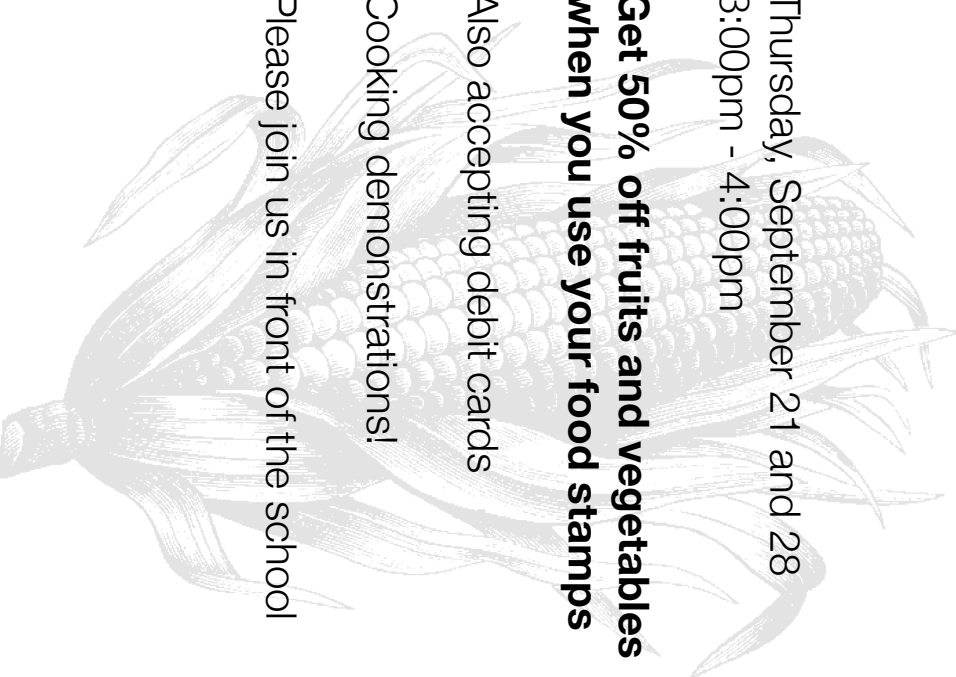 Thursday, September 21 and 28
3:00pm - 4:00pm
Get 50% off fruits and vegetables
when you use your food stamps
Also accepting debit cards
Cooking demonstrations!
Please join us in front of the school